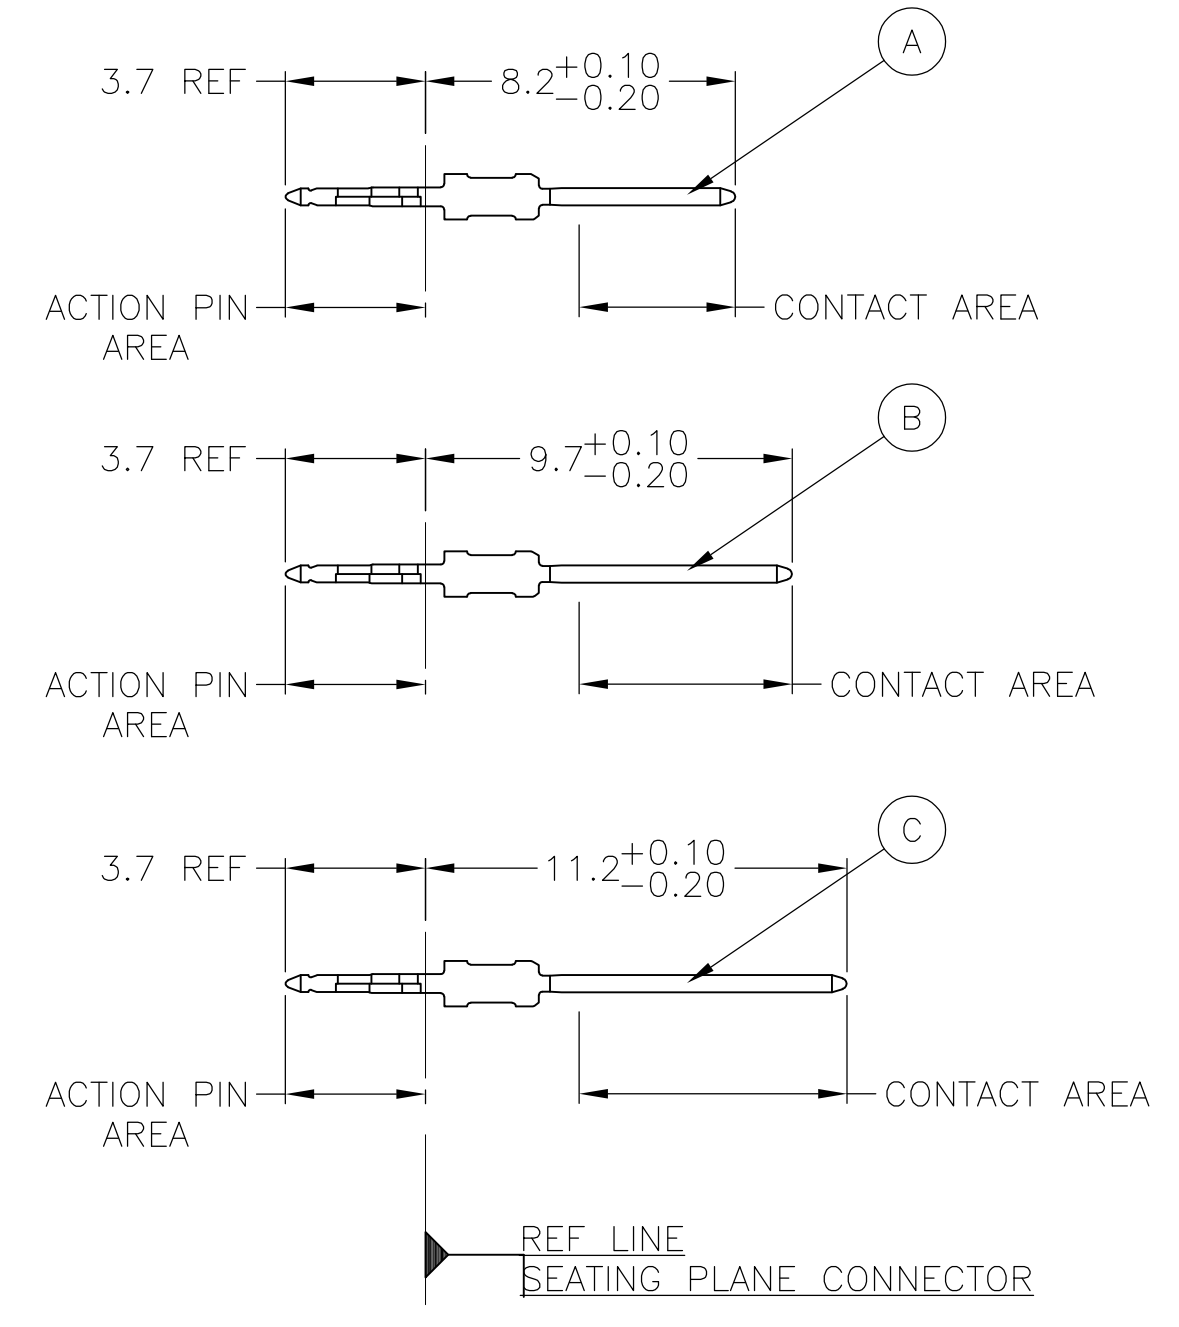 A
3.7 REF
8.2 +0.10
-0.20
ACTION PIN
AREA
CONTACT AREA
B
3.7 REF
9.7 +0.10
-0.20
ACTION PIN
AREA
CONTACT AREA
C
3.7 REF
11.2 +0.10
-0.20
ACTION PIN
AREA
CONTACT AREA
REF LINE
SEATING PLANE CONNECTOR